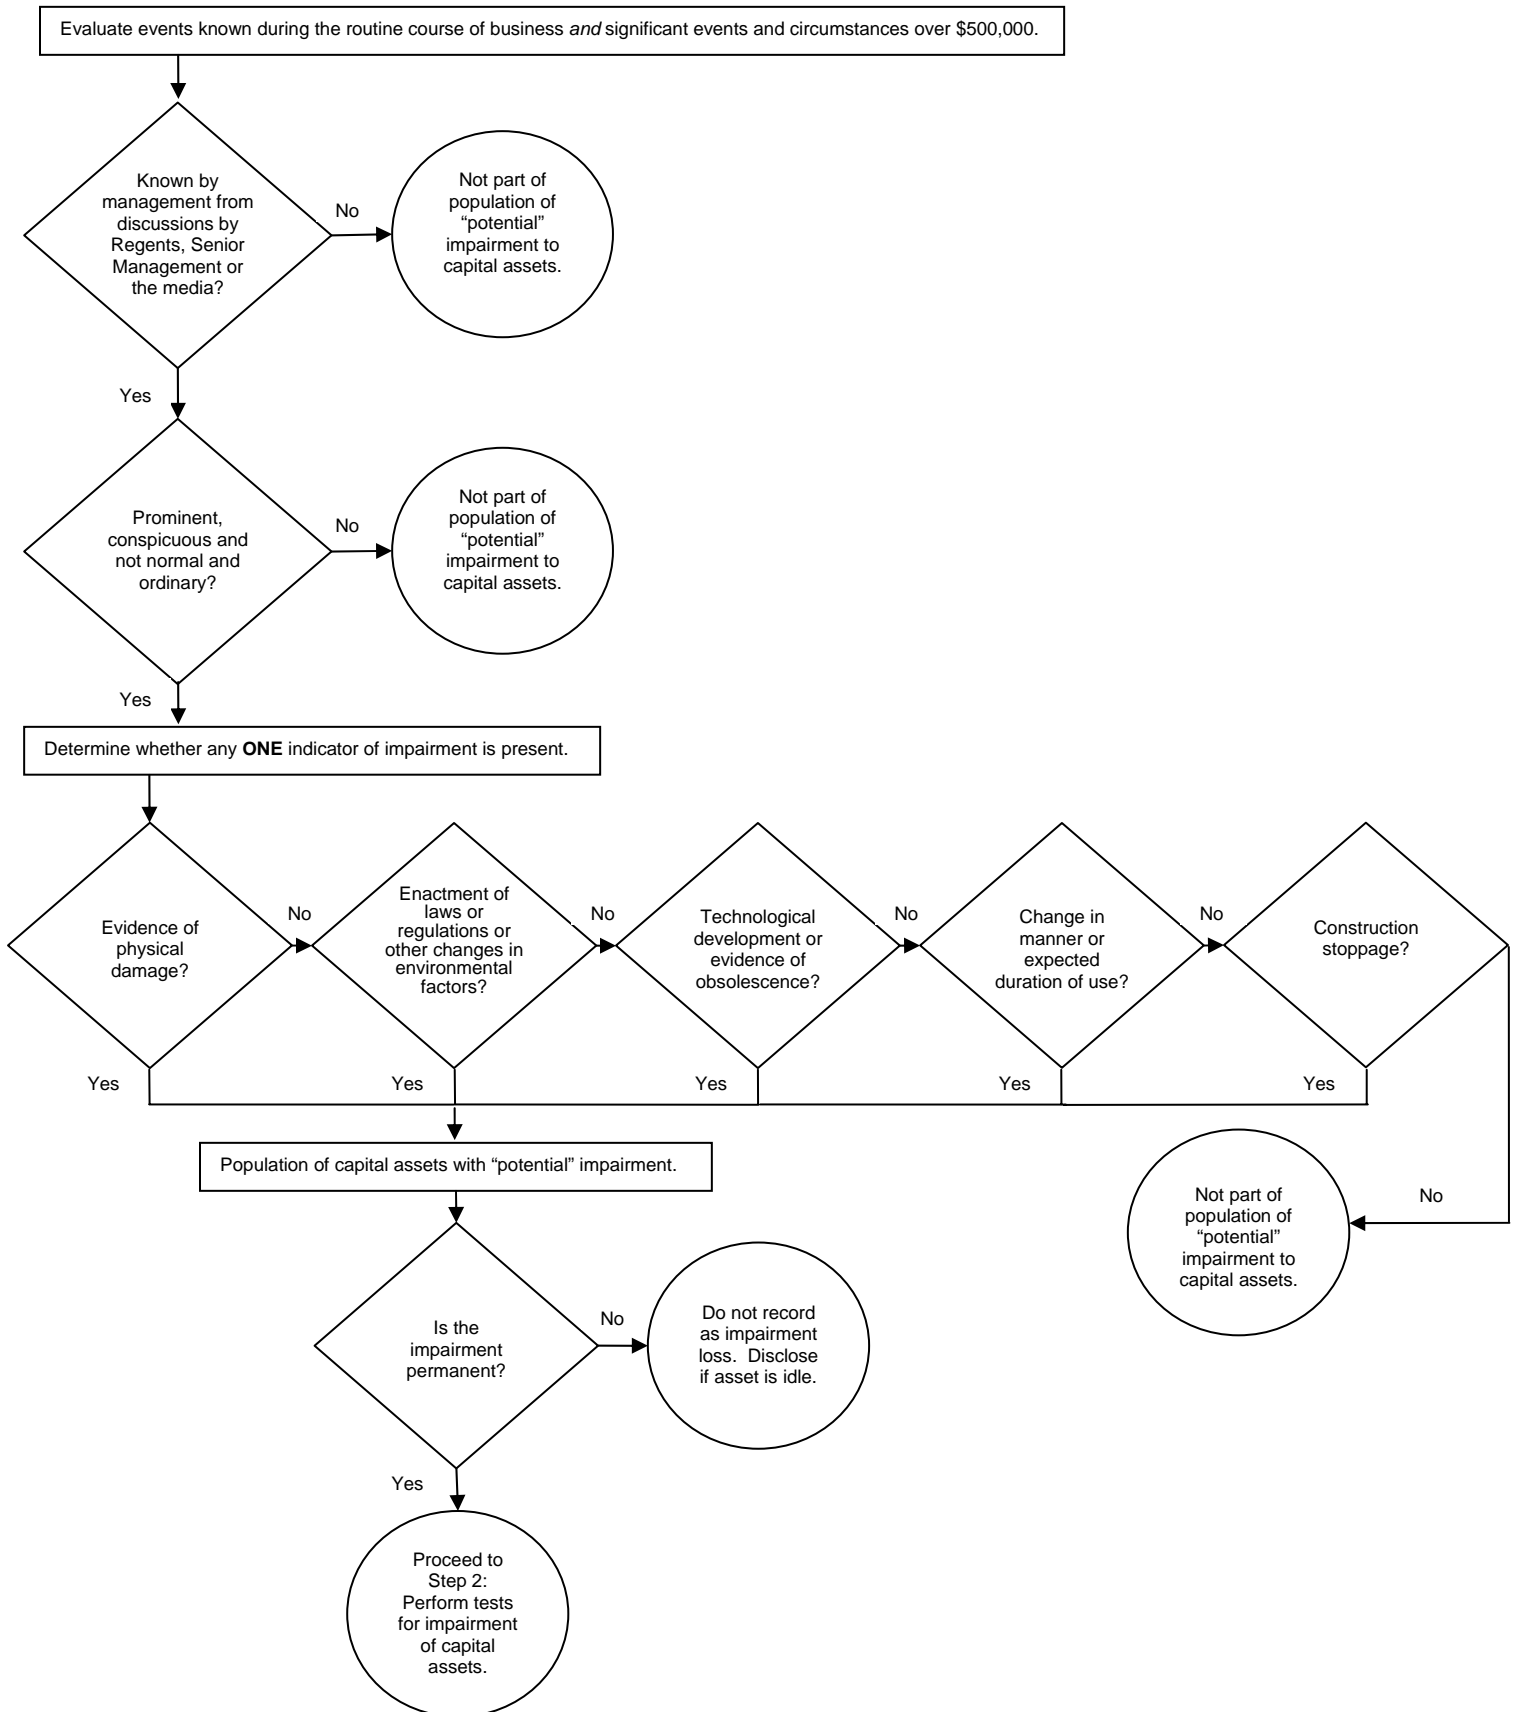 Evaluate events known during the routine course of business and significant events and circumstances over $500,000.
Known by
management from
discussions by
Regents, Senior
Management or
the media?
No
Not part of
population of
“potential”
impairment to
capital assets.
Yes
Prominent,
conspicuous and
not normal and
ordinary?
No
Not part of
population of
“potential”
impairment to
capital assets.
Yes
Determine whether any ONE indicator of impairment is present.
Evidence of
physical
damage?
No
Enactment of
laws or
regulations or
other changes in
environmental
factors?
No
Technological
development or
evidence of
obsolescence?
No
Change in
manner or
expected
duration of use?
No
Construction
stoppage?
Yes
Yes
Yes
Yes
Yes
Population of capital assets with “potential” impairment.
No
Not part of
population of
“potential”
impairment to
capital assets.
Is the
impairment
permanent?
No
Do not record
as impairment
loss.  Disclose
if asset is idle.
Yes
Proceed to
Step 2:
Perform tests
for impairment
of capital
assets.